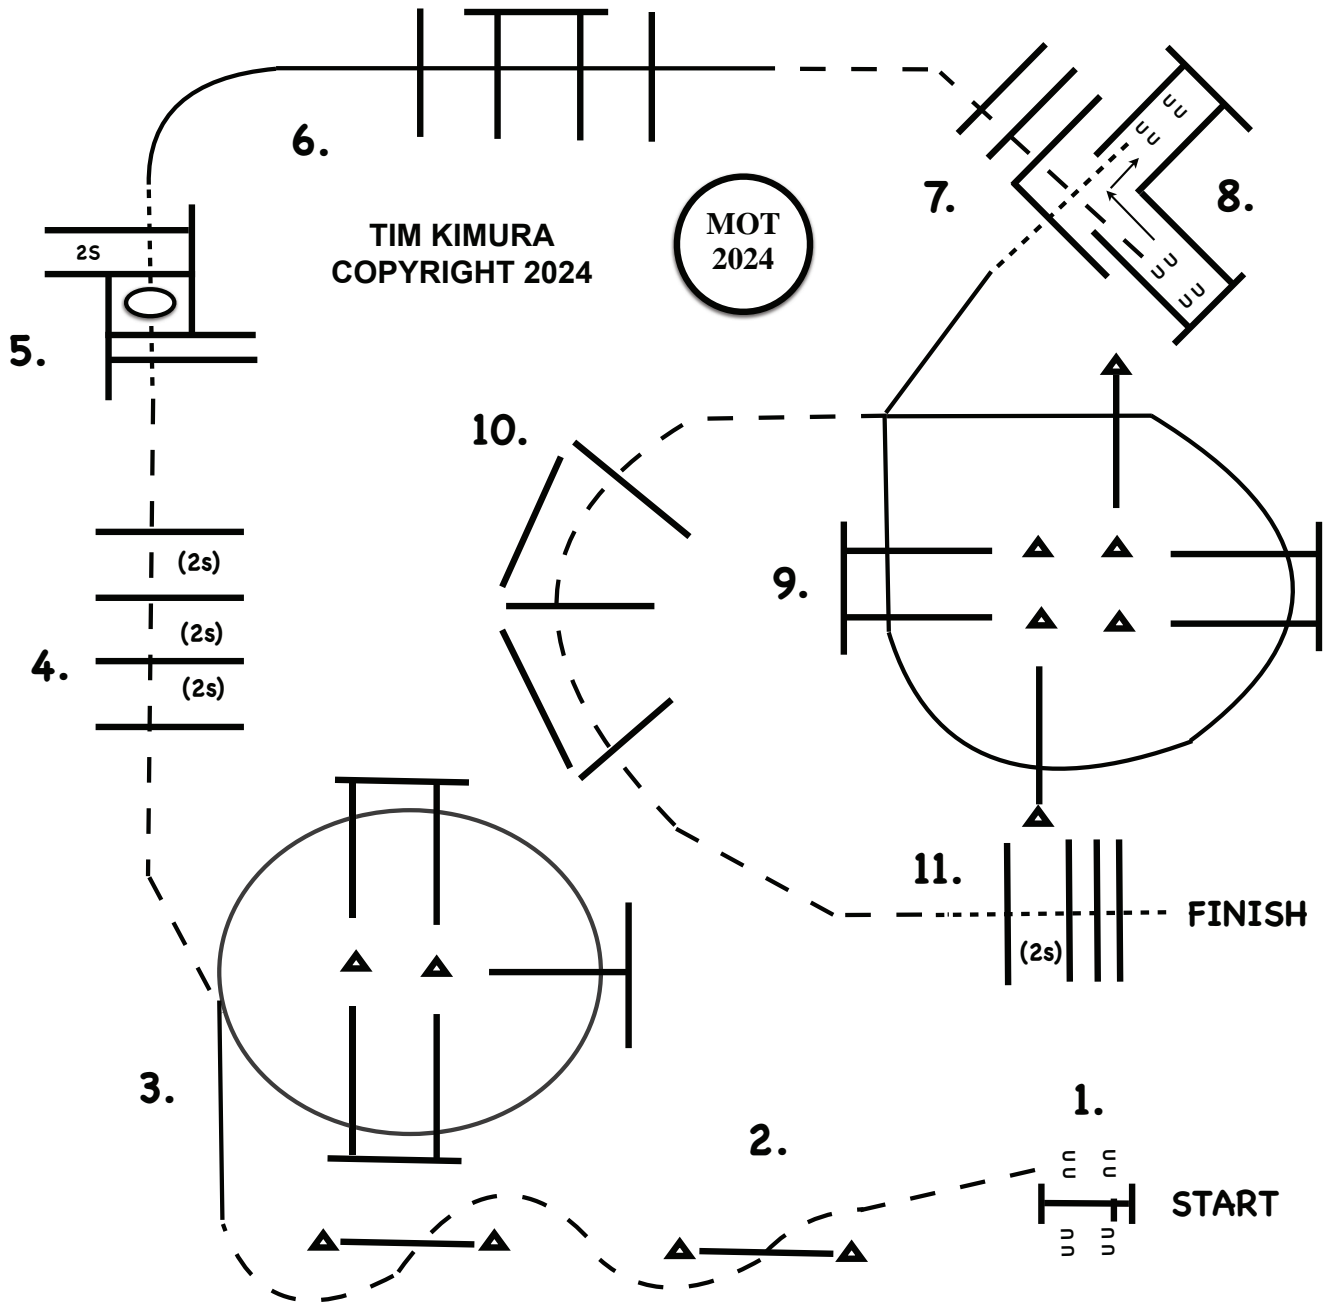 6.
7.
8.
TIM KIMURA
COPYRIGHT 2024
MOT
2024
2S
5.
10.
(2s)
(2s)
(2s)
4.
9.
11.
(2s)
FINISH
3.
2.
1.
START